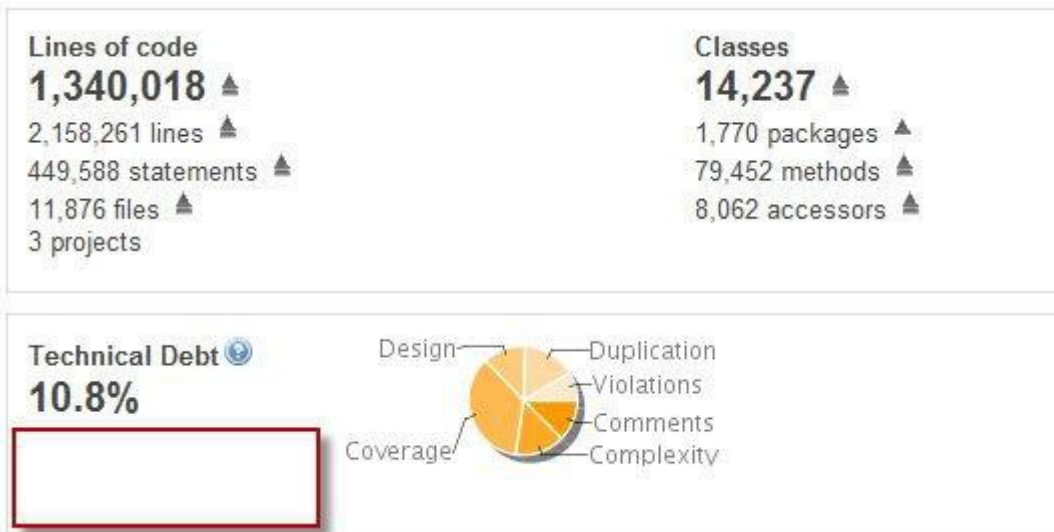 Lines of code
1,340,018
2,158,261 lines
449,588 statements
11,876 files
3 projects
Classes
14,237
1,770 packages
79,452 methods
8,062 accessors
Technical Debt ?
10.8%
Design
Duplication
Violations
Comments
Complexity
Coverage